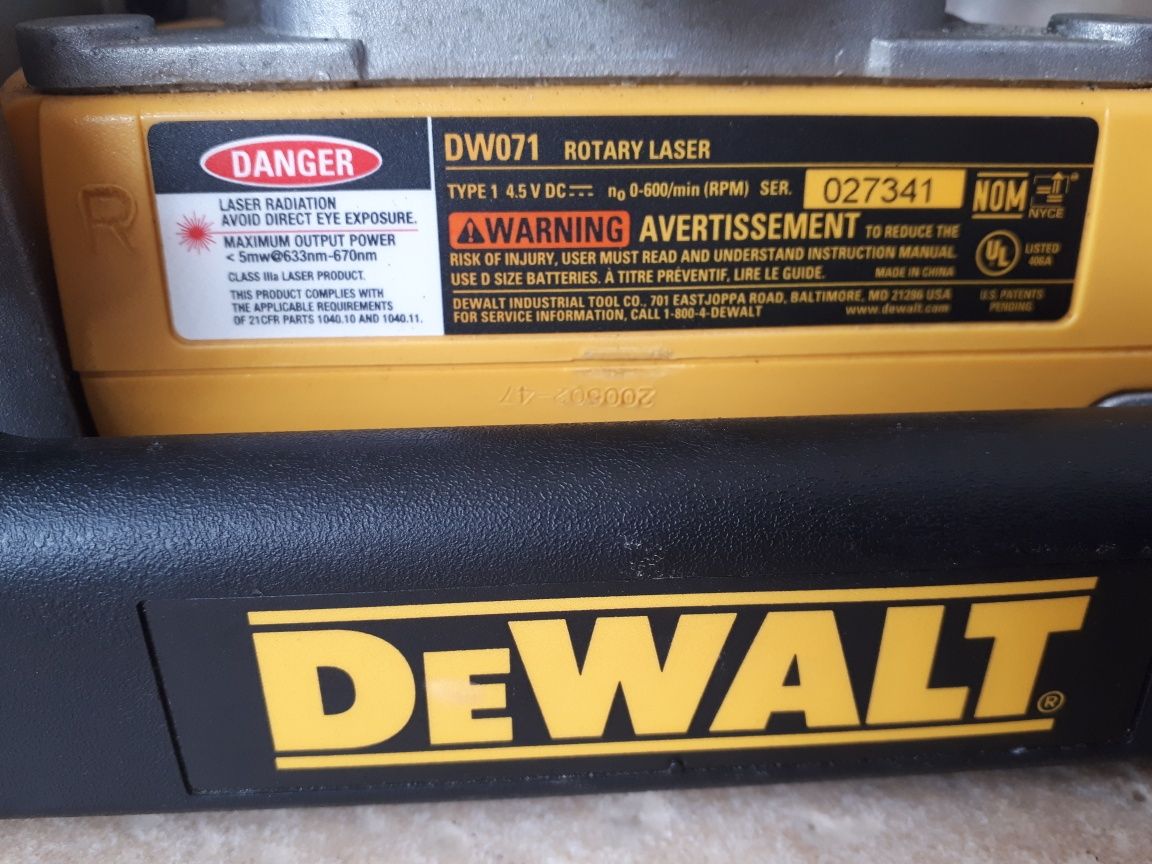 R
DANGER
LASER RADIATION
AVOID DIRECT EYE EXPOSURE.
MAXIMUM OUTPUT POWER
< 5mw@633nm-670nm
CLASS IIIa LASER PRODUCT.
THIS PRODUCT COMPLIES WITH
THE APPLICABLE REQUIREMENTS
OF 21CFR PARTS 1040.10 AND 1040.11.
DW071 ROTARY LASER
TYPE 1 4.5 V DC n0 0-600/min (RPM) SER. 027341
NOM
NYCE
WARNING AVERTISSEMENT TO REDUCE THE
RISK OF INJURY, USER MUST READ AND UNDERSTAND INSTRUCTION MANUAL.
USE D SIZE BATTERIES. À TITRE PRÉVENTIF, LIRE LE GUIDE. MADE IN CHINA
UL LISTED
DEWALT INDUSTRIAL TOOL CO., 701 EASTJOPPA ROAD, BALTIMORE, MD 21286 USA
FOR SERVICE INFORMATION, CALL 1-800-4-DEWALT www.dewalt.com
U.S. PATENTS
PENDING
DEWALT®